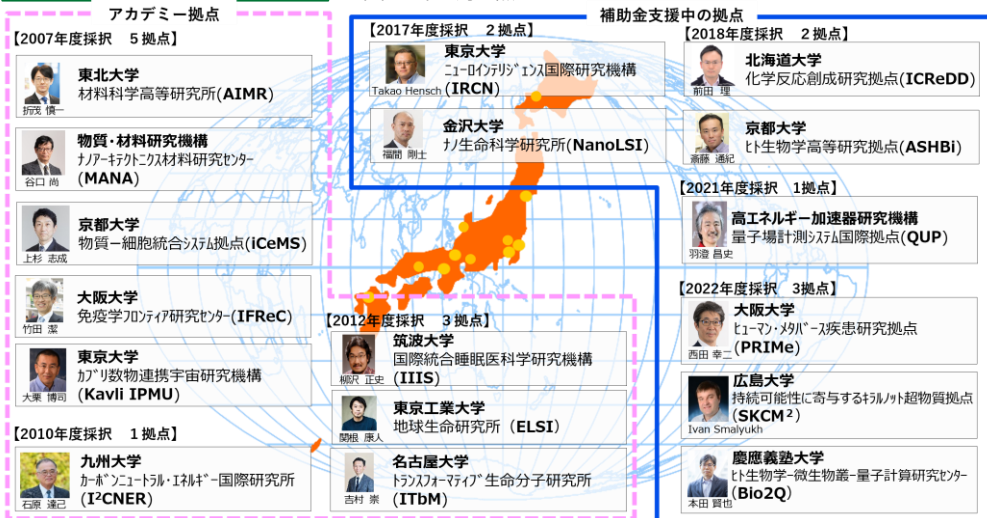 アカデミー拠点
【2007年度採択　5拠点】
東北大学
材料科学高等研究所(AIMR)
折茂 慎一
物質・材料研究機構
ナノアーキテクトニクス材料研究センター
(MANA)
谷口 尚
京都大学
物質－細胞統合システム拠点(iCeMS)
上杉 志成
大阪大学
免疫学フロンティア研究センター(IFReC)
竹田 潔
東京大学
カブリ数物連携宇宙研究機構
(Kavli IPMU)
大栗 博司
【2010年度採択　1拠点】
九州大学
カーボンニュートラル・エネルギー国際研究所
(I²CNER)
石原 達己
【2012年度採択　3拠点】
筑波大学
国際統合睡眠医科学研究機構
(IIIS)
柳沢 正史
東京工業大学
地球生命研究所（ELSI)
関根 康人
名古屋大学
トランスフォーマティブ生命分子研究所
(ITbM)
吉村 崇
補助金支援中の拠点
【2017年度採択　2拠点】
東京大学
ニューロインテリジェンス国際研究機構
(IRCN)
Takao Hensch
金沢大学
ナノ生命科学研究所(NanoLSI)
福間 剛士
【2018年度採択　2拠点】
北海道大学
化学反応創成研究拠点(ICReDD)
前田 理
京都大学
ヒト生物学高等研究拠点(ASHBi)
斎藤 通紀
【2021年度採択　1拠点】
高エネルギー加速器研究機構
量子場計測システム国際拠点(QUP)
羽澄 昌史
【2022年度採択　3拠点】
大阪大学
ヒューマン・メタバース疾患研究拠点
(PRIMe)
西田 幸二
広島大学
持続可能性に寄与するキラルノット超物質拠点
(SKCM²)
Ivan Smalyukh
慶應義塾大学
ヒト生物学-微生物叢-量子計算研究センター
(Bio2Q)
本田 賢也